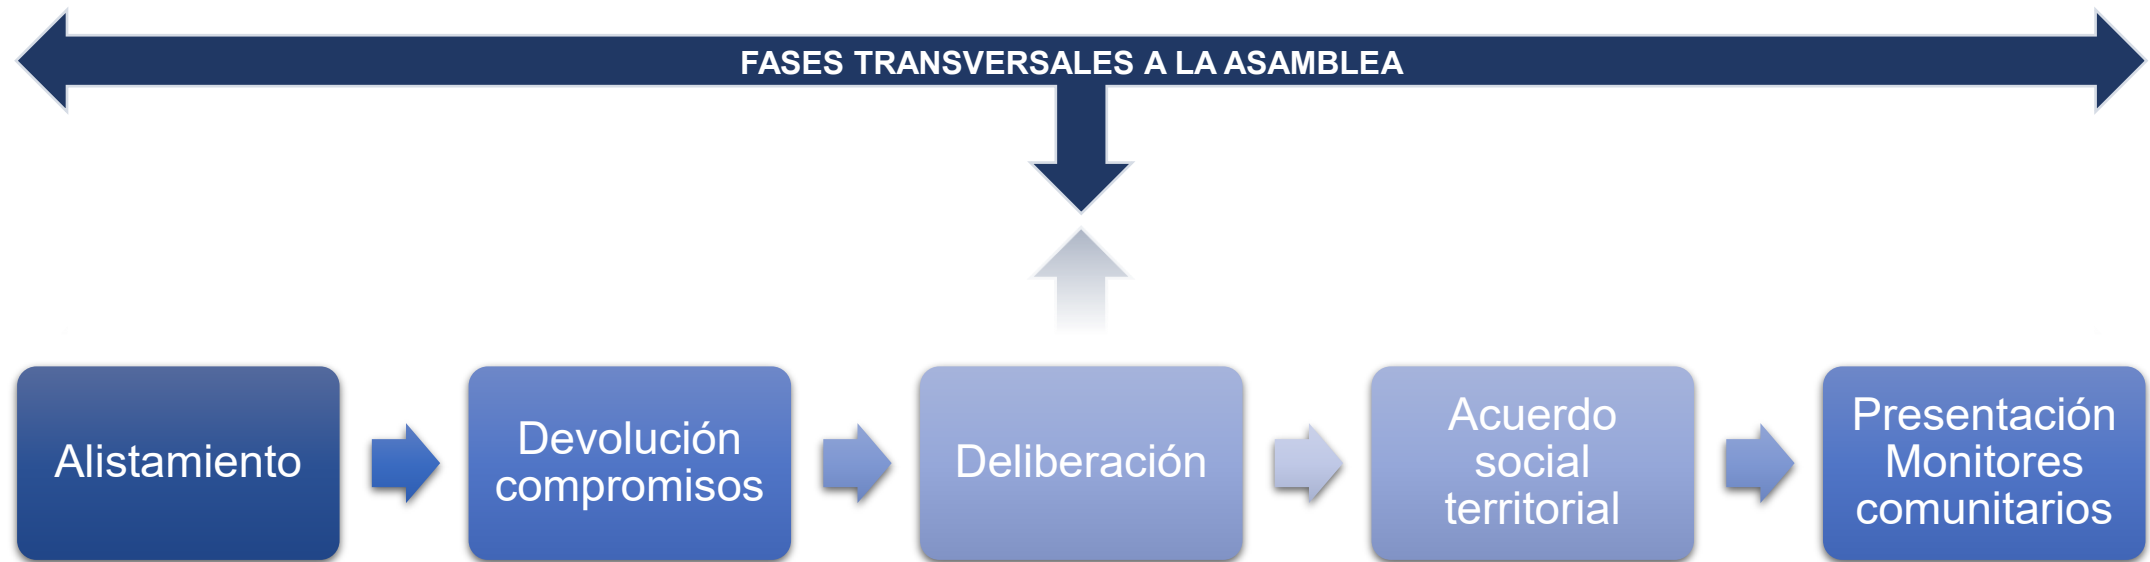 FASES TRANSVERSALES A LA ASAMBLEA
Alistamiento
Devolución
compromisos
Deliberación
Acuerdo
social
territorial
Presentación
Monitores
comunitarios